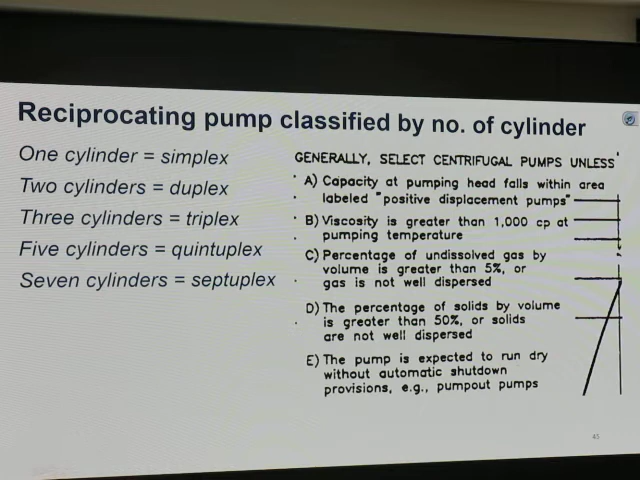 Reciprocating pump classified by no. of cylinder
One cylinder = simplex
Two cylinders = duplex
Three cylinders = triplex
Five cylinders = quintuplex
Seven cylinders = septuplex
GENERALLY, SELECT CENTRIFUGAL PUMPS UNLESS
A) Capacity at pumping head falls within area
labeled "positive displacement pumps"
B) Viscosity is greater than 1,000 cp at
pumping temperature
C) Percentage of undissolved gas by
volume is greater than 5%, or
gas is not well dispersed
D) The percentage of solids by volume
is greater than 50%, or solids
are not well dispersed
E) The pump is expected to run dry
without automatic shutdown
provisions, e.g., pumpout pumps
45